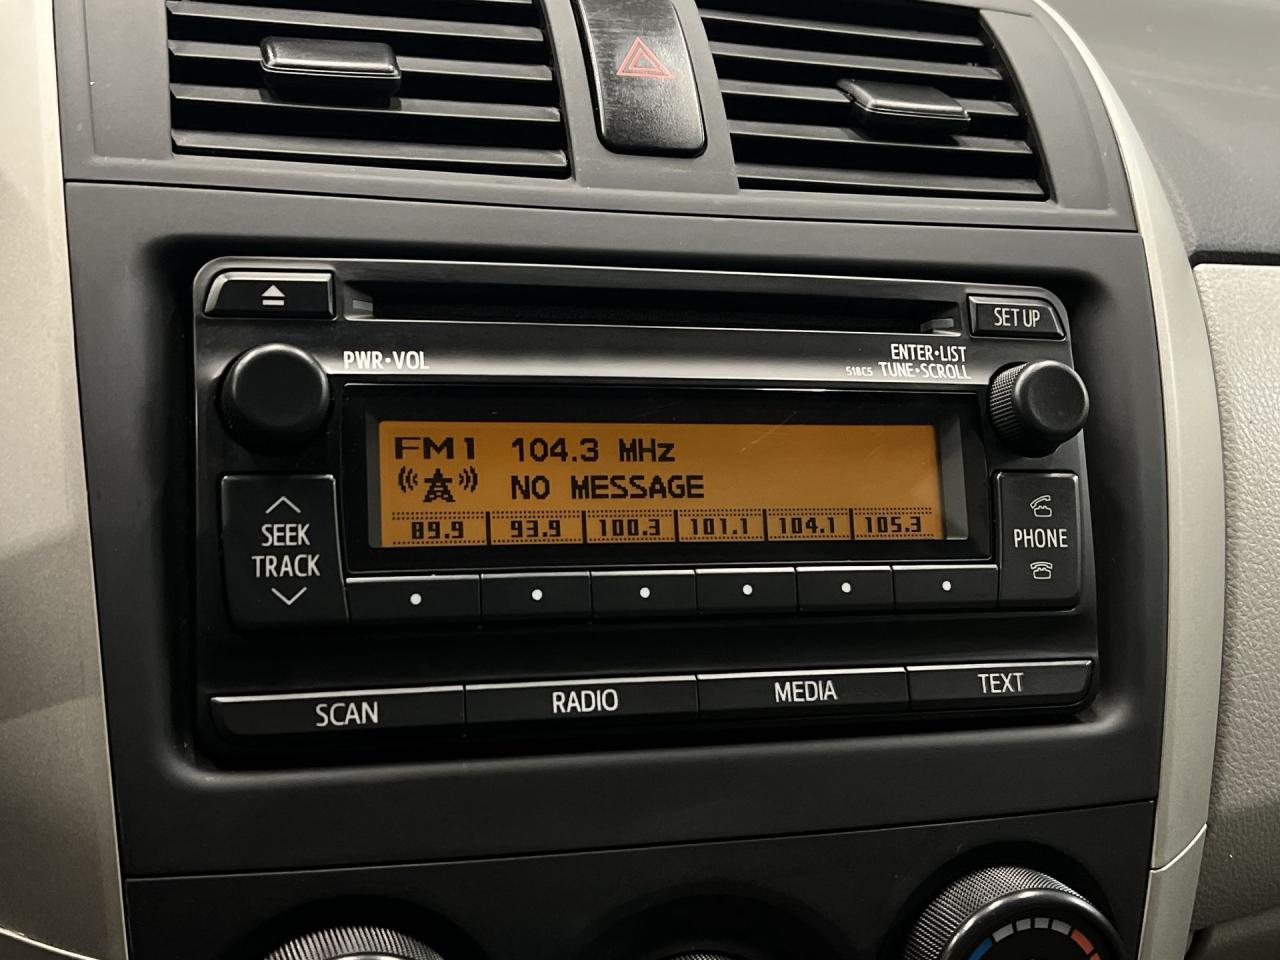 SET UP
PWR•VOL
ENTER•LIST
518C5 TUNE•SCROLL
FM1 104.3 MHz
NO MESSAGE
89.9 93.9 100.3 101.1 104.1 105.3
SEEK
TRACK
PHONE
SCAN RADIO MEDIA TEXT